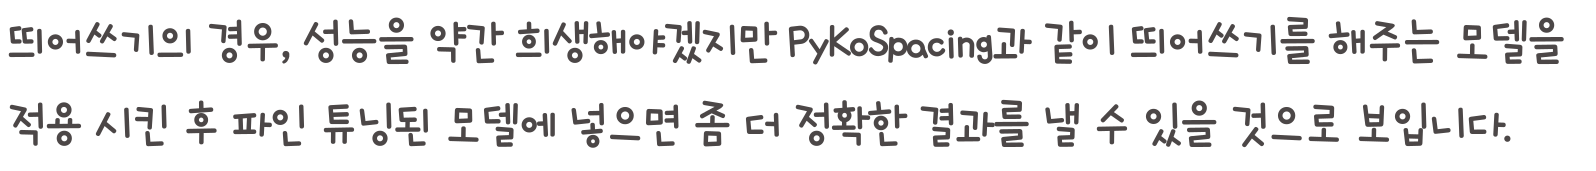 띄어쓰기의 경우, 성능을 약간 희생해야겠지만 PyKoSpacing과 같이 띄어쓰기를 해주는 모델을
적용 시킨 후 파인 튜닝된 모델에 넣으면 좀 더 정확한 결과를 낼 수 있을 것으로 보입니다.